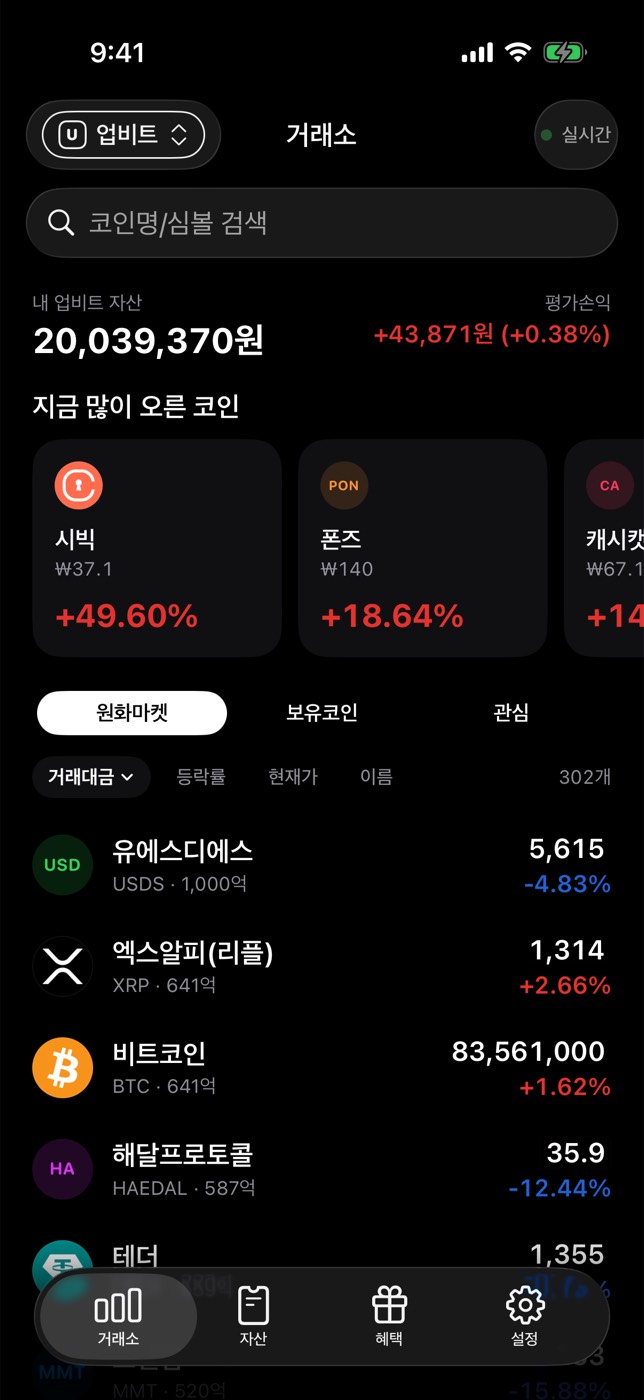 9:41
U 업비트
거래소
실시간
코인명/심볼 검색
내 업비트 자산
평가손익
20,039,370원
+43,871원 (+0.38%)
지금 많이 오른 코인
시빅
₩37.1
+49.60%
PON
폰즈
₩140
+18.64%
CA
캐시캣
₩67.1
+14
원화마켓 보유코인 관심
거래대금 등락률 현재가 이름 302개
USD
유에스디에스 5,615
USDS · 1,000억 -4.83%
엑스알피(리플) 1,314
XRP · 641억 +2.66%
비트코인 83,561,000
BTC · 641억 +1.62%
HA
해달프로토콜 35.9
HAEDAL · 587억 -12.44%
테더 1,355
거래소 자산 혜택 설정
MMT
MMT · 520억 -15.88%